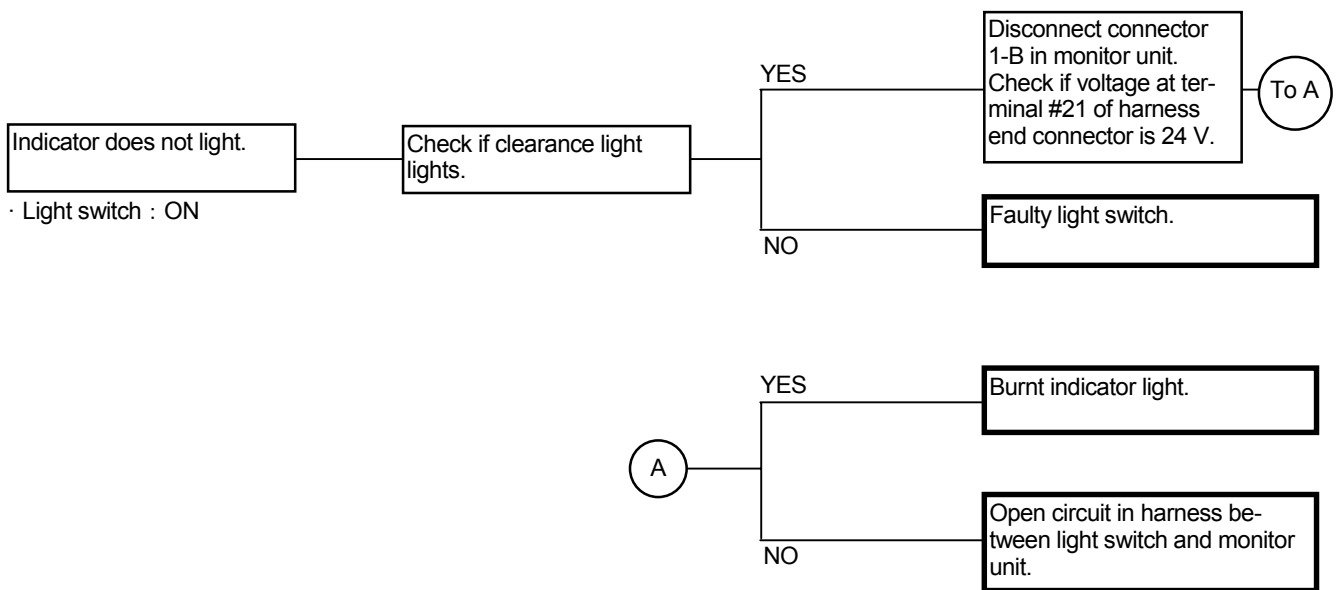 Indicator does not light.
· Light switch : ON
Check if clearance light
lights.
YES
Disconnect connector
1-B in monitor unit.
Check if voltage at ter-
minal #21 of harness
end connector is 24 V.
To A
NO
Faulty light switch.
A
YES
Burnt indicator light.
NO
Open circuit in harness be-
tween light switch and monitor
unit.